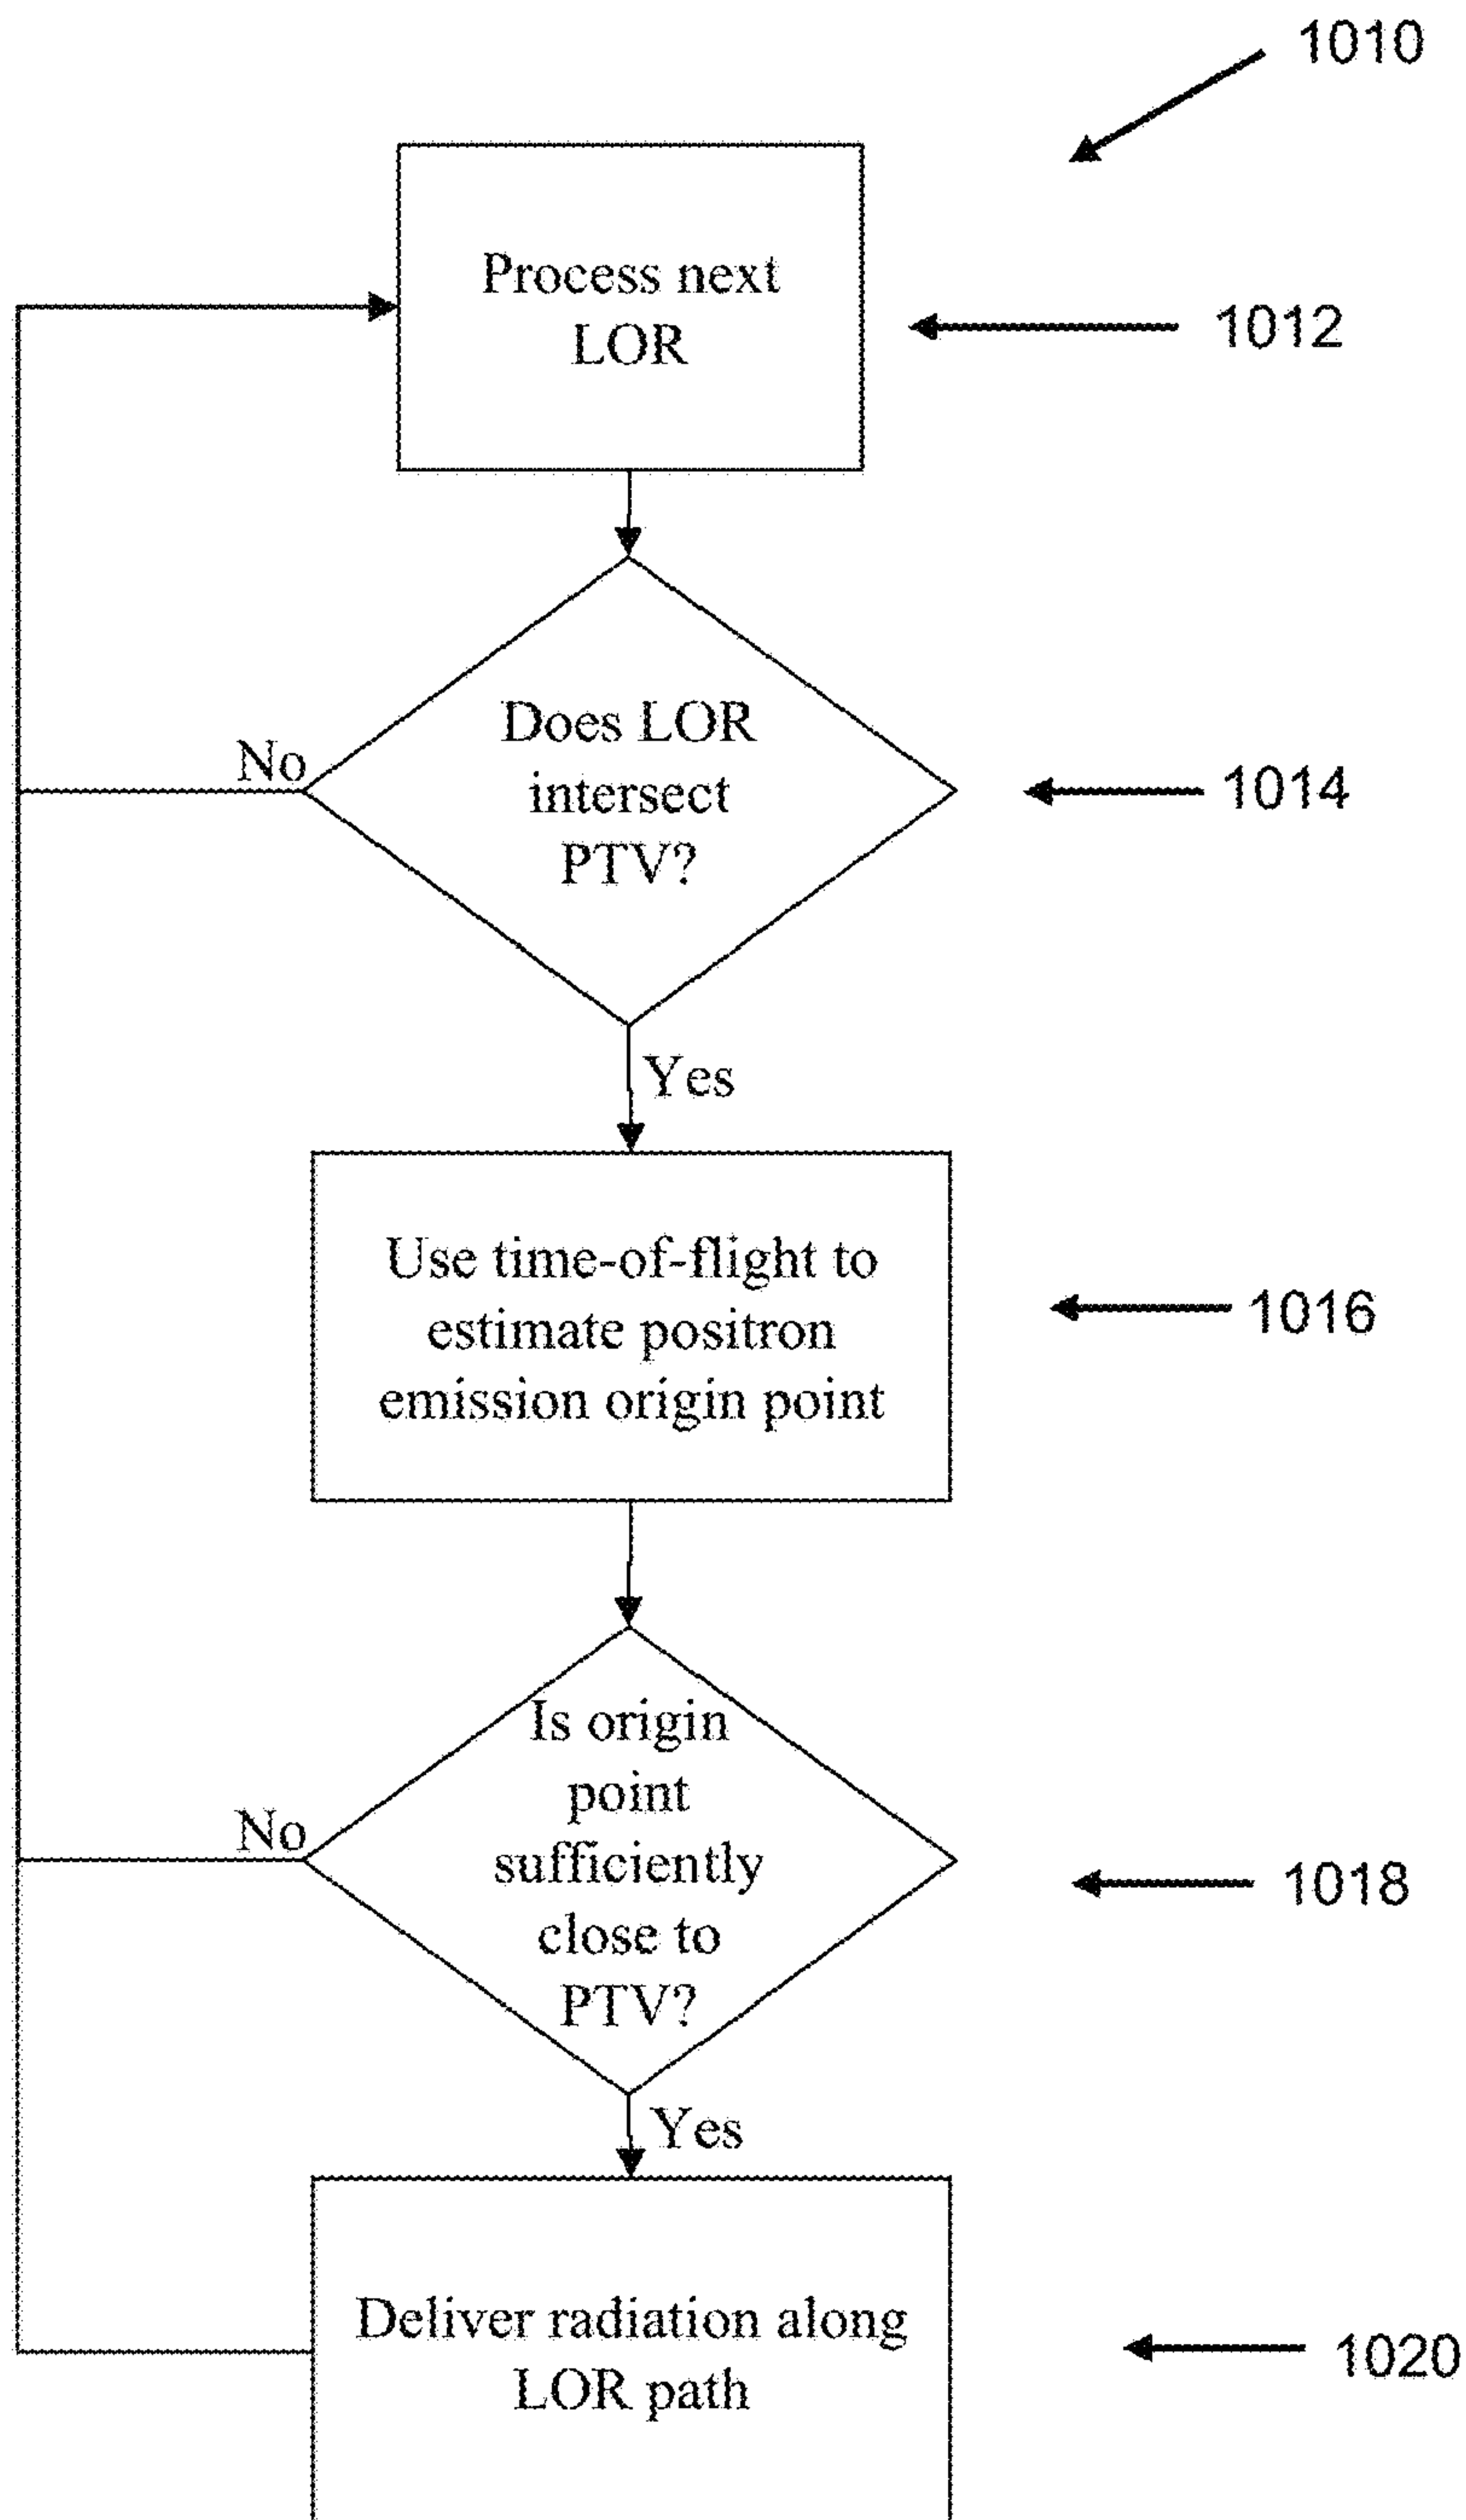 1010
Process next
LOR
1012
Does LOR
intersect
PTV?
No
1014
Yes
Use time-of-flight to
estimate positron
emission origin point
1016
Is origin
point
sufficiently
close to
PTV?
No
1018
Yes
Deliver radiation along
LOR path
1020